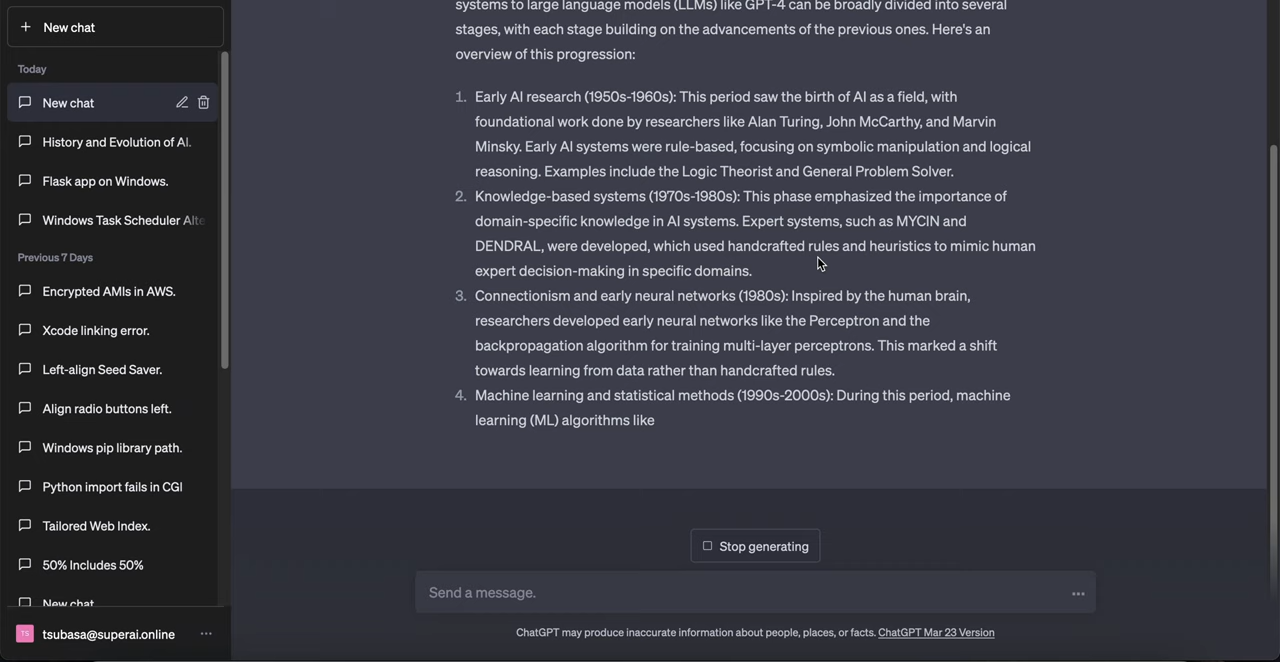 + New chat
Today
New chat
History and Evolution of AI.
Flask app on Windows.
Windows Task Scheduler Alte
Previous 7 Days
Encrypted AMIs in AWS.
Xcode linking error.
Left-align Seed Saver.
Align radio buttons left.
Windows pip library path.
Python import fails in CGI
Tailored Web Index.
50% Includes 50%
New chat
TS tsubasa@superai.online ...
systems to large language models (LLMs) like GPT-4 can be broadly divided into several
stages, with each stage building on the advancements of the previous ones. Here's an
overview of this progression:
1. Early AI research (1950s-1960s): This period saw the birth of AI as a field, with
foundational work done by researchers like Alan Turing, John McCarthy, and Marvin
Minsky. Early AI systems were rule-based, focusing on symbolic manipulation and logical
reasoning. Examples include the Logic Theorist and General Problem Solver.
2. Knowledge-based systems (1970s-1980s): This phase emphasized the importance of
domain-specific knowledge in AI systems. Expert systems, such as MYCIN and
DENDRAL, were developed, which used handcrafted rules and heuristics to mimic human
expert decision-making in specific domains.
3. Connectionism and early neural networks (1980s): Inspired by the human brain,
researchers developed early neural networks like the Perceptron and the
backpropagation algorithm for training multi-layer perceptrons. This marked a shift
towards learning from data rather than handcrafted rules.
4. Machine learning and statistical methods (1990s-2000s): During this period, machine
learning (ML) algorithms like
Stop generating
Send a message.
ChatGPT may produce inaccurate information about people, places, or facts. ChatGPT Mar 23 Version